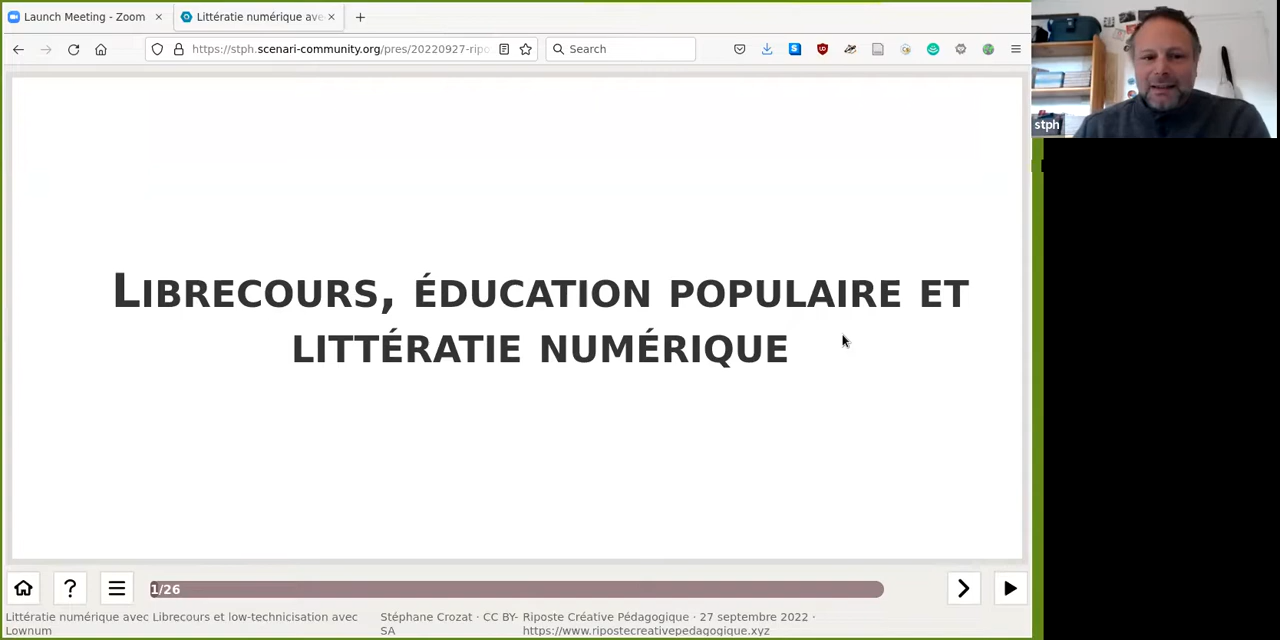 Launch Meeting - Zoom
Littératie numérique ave
https://stph.scenari-community.org/pres/20220927-ripo
Search
stph
LIBRECOURS, ÉDUCATION POPULAIRE ET
LITTÉRATIE NUMÉRIQUE
1/26
Littératie numérique avec Librecours et low-technicisation avec
Lownum
Stéphane Crozat · CC BY-
SA
Riposte Créative Pédagogique · 27 septembre 2022 ·
https://www.ripostecreativepedagogique.xyz